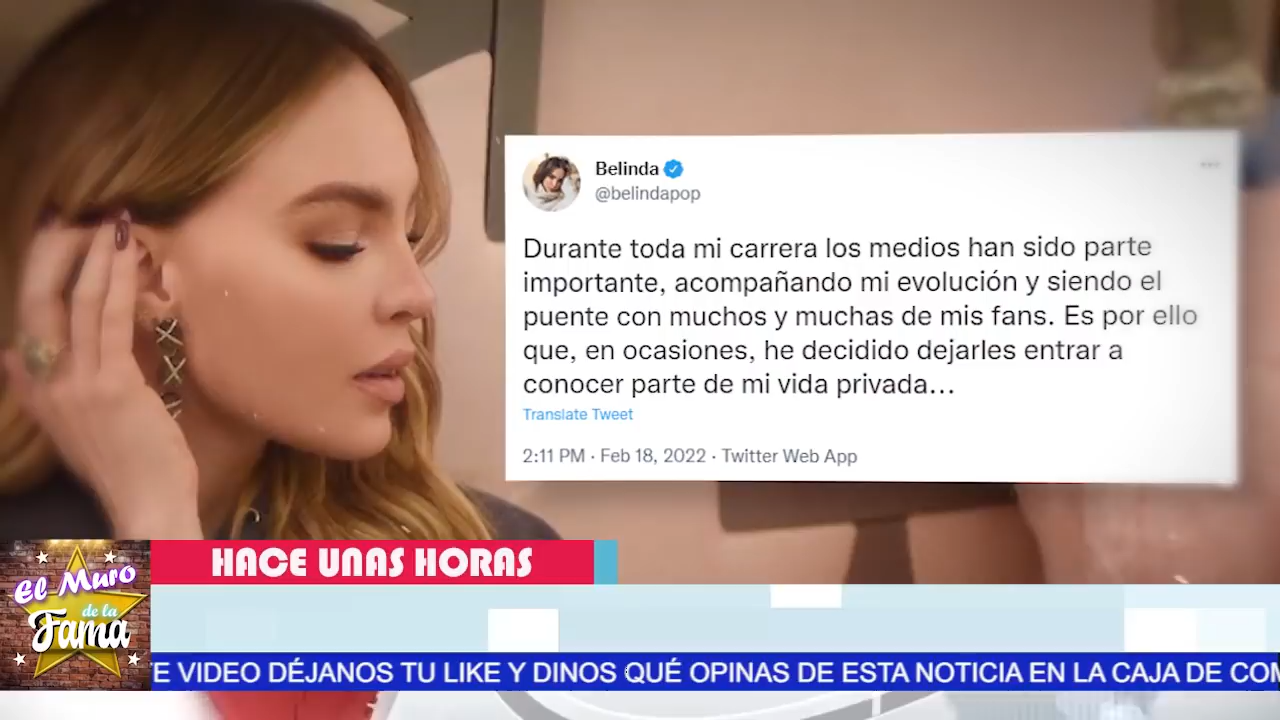 Belinda
@belindapop
Durante toda mi carrera los medios han sido parte
importante, acompañando mi evolución y siendo el
puente con muchos y muchas de mis fans. Es por ello
que, en ocasiones, he decidido dejarles entrar a
conocer parte de mi vida privada...
Translate Tweet
2:11 PM · Feb 18, 2022 · Twitter Web App
HACE UNAS HORAS
El Muro
de la
Fama
E VIDEO DÉJANOS TU LIKE Y DINOS QUÉ OPINAS DE ESTA NOTICIA EN LA CAJA DE COM